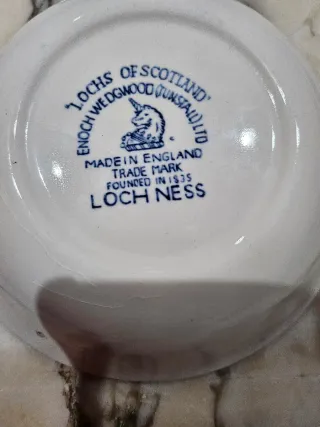 "LOCHS OF SCOTLAND"
ENOCH WEDGWOOD (TUNSTALL) LTD
MADE IN ENGLAND
TRADE MARK
FOUNDED IN 1835
LOCH NESS